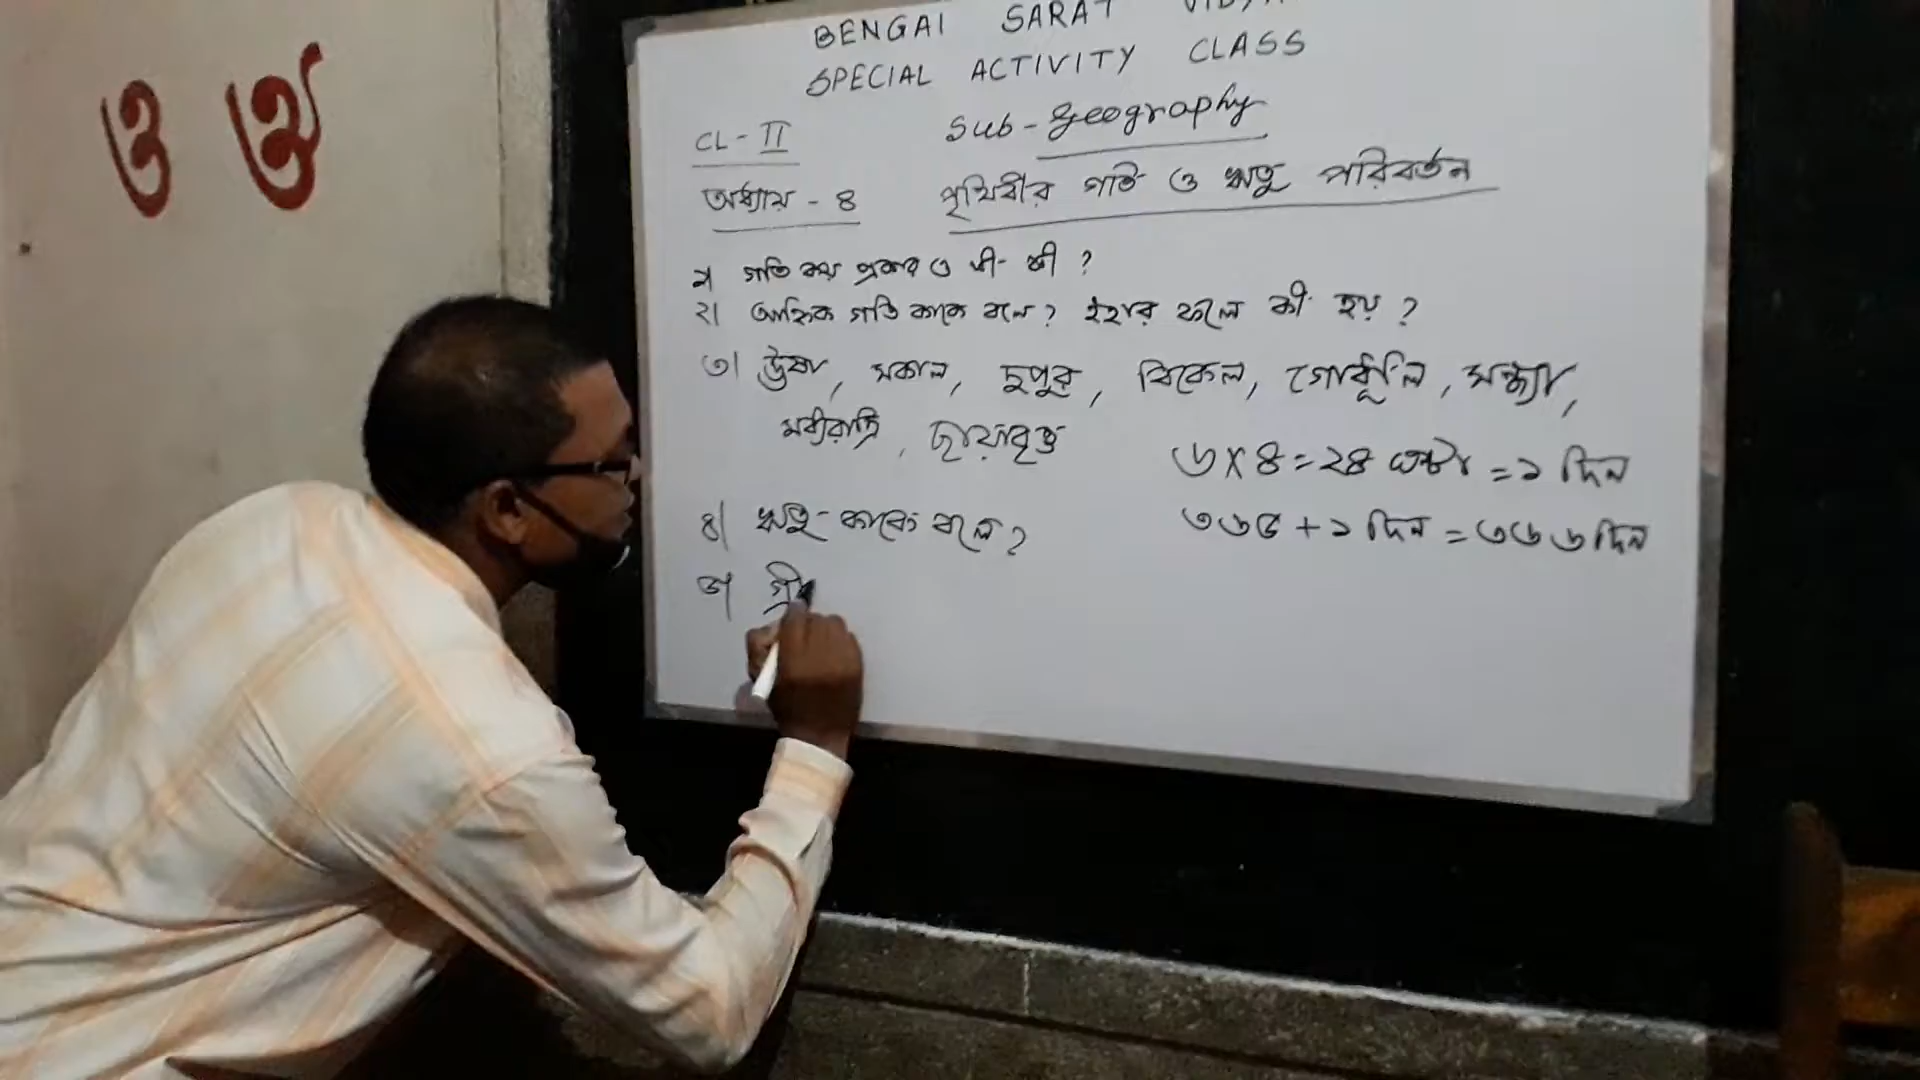 ও অ
BENGAI SARAT
SPECIAL ACTIVITY CLASS
CL - II Sub - Geography
অধ্যায় - ৪ পৃথিবীর গতি ও ঋতু পরিবর্তন
১। গতি কয় প্রকার ও কী- কী ?
২। আহ্নিক গতি কাকে বলে ? ইহার ফলে কী হয় ?
৩। ঊষা, সকাল, দুপুর, বিকেল, গোধূলি, সন্ধ্যা,
মধ্যরাত্রি, ছায়াবৃত্ত
৬ X ৪ = ২৪ ঘন্টা = ১ দিন
৪। ঋতু কাকে বলে ?
৩৬৫ + ১ দিন = ৩৬৬ দিন
৫।